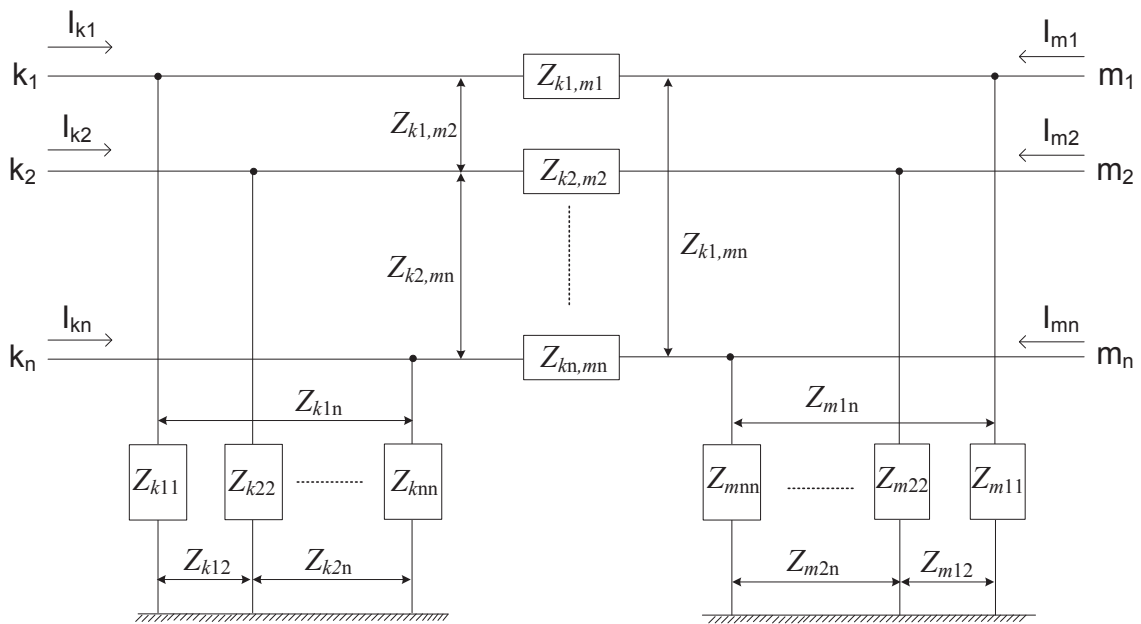 I_k1
I_m1
k_1
Z_k1,m1
m_1
Z_k1,m2
I_k2
I_m2
k_2
Z_k2,m2
m_2
Z_k1,mn
Z_k2,mn
I_kn
I_mn
k_n
Z_kn,mn
m_n
Z_k1n
Z_m1n
Z_k11
Z_k22
Z_knn
Z_mnn
Z_m22
Z_m11
Z_k12
Z_k2n
Z_m2n
Z_m12